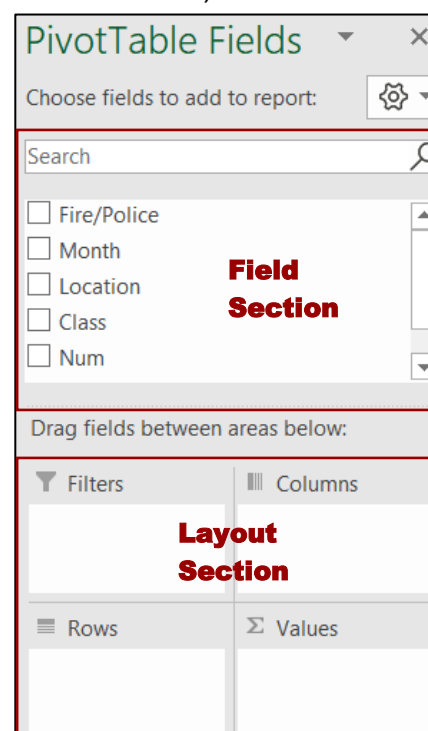 PivotTable Fields
Choose fields to add to report:
Search
Fire/Police
Month
Location
Class
Num
Field
Section
Drag fields between areas below:
Filters
Columns
Layout
Section
Rows
Σ Values